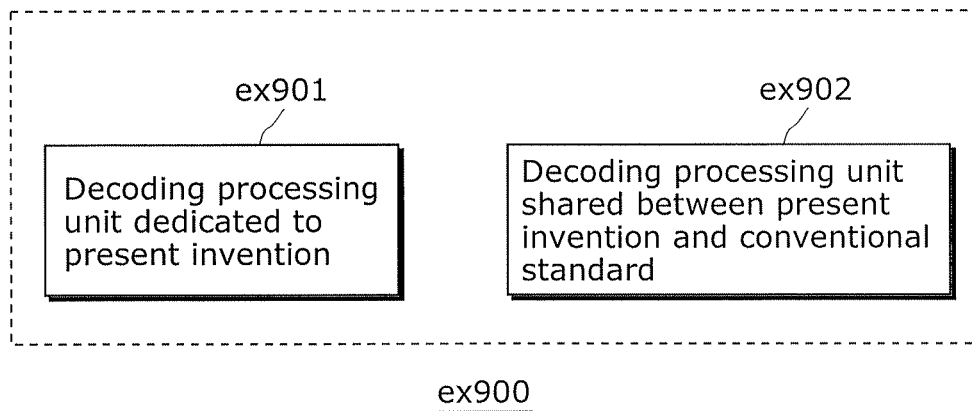 ex901
ex902
Decoding processing
unit dedicated to
present invention
Decoding processing unit
shared between present
invention and conventional
standard
ex900